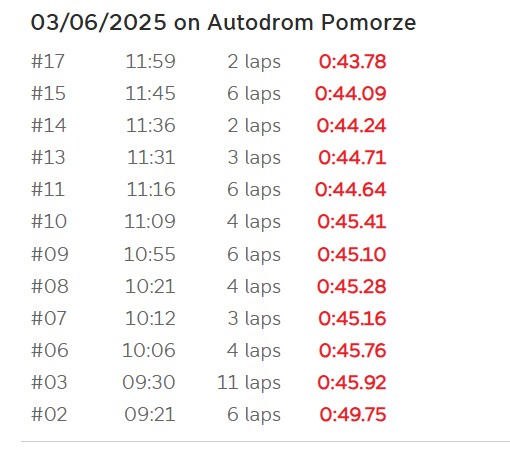 03/06/2025 on Autodrom Pomorze
#17 11:59 2 laps 0:43.78
#15 11:45 6 laps 0:44.09
#14 11:36 2 laps 0:44.24
#13 11:31 3 laps 0:44.71
#11 11:16 6 laps 0:44.64
#10 11:09 4 laps 0:45.41
#09 10:55 6 laps 0:45.10
#08 10:21 4 laps 0:45.28
#07 10:12 3 laps 0:45.16
#06 10:06 4 laps 0:45.76
#03 09:30 11 laps 0:45.92
#02 09:21 6 laps 0:49.75